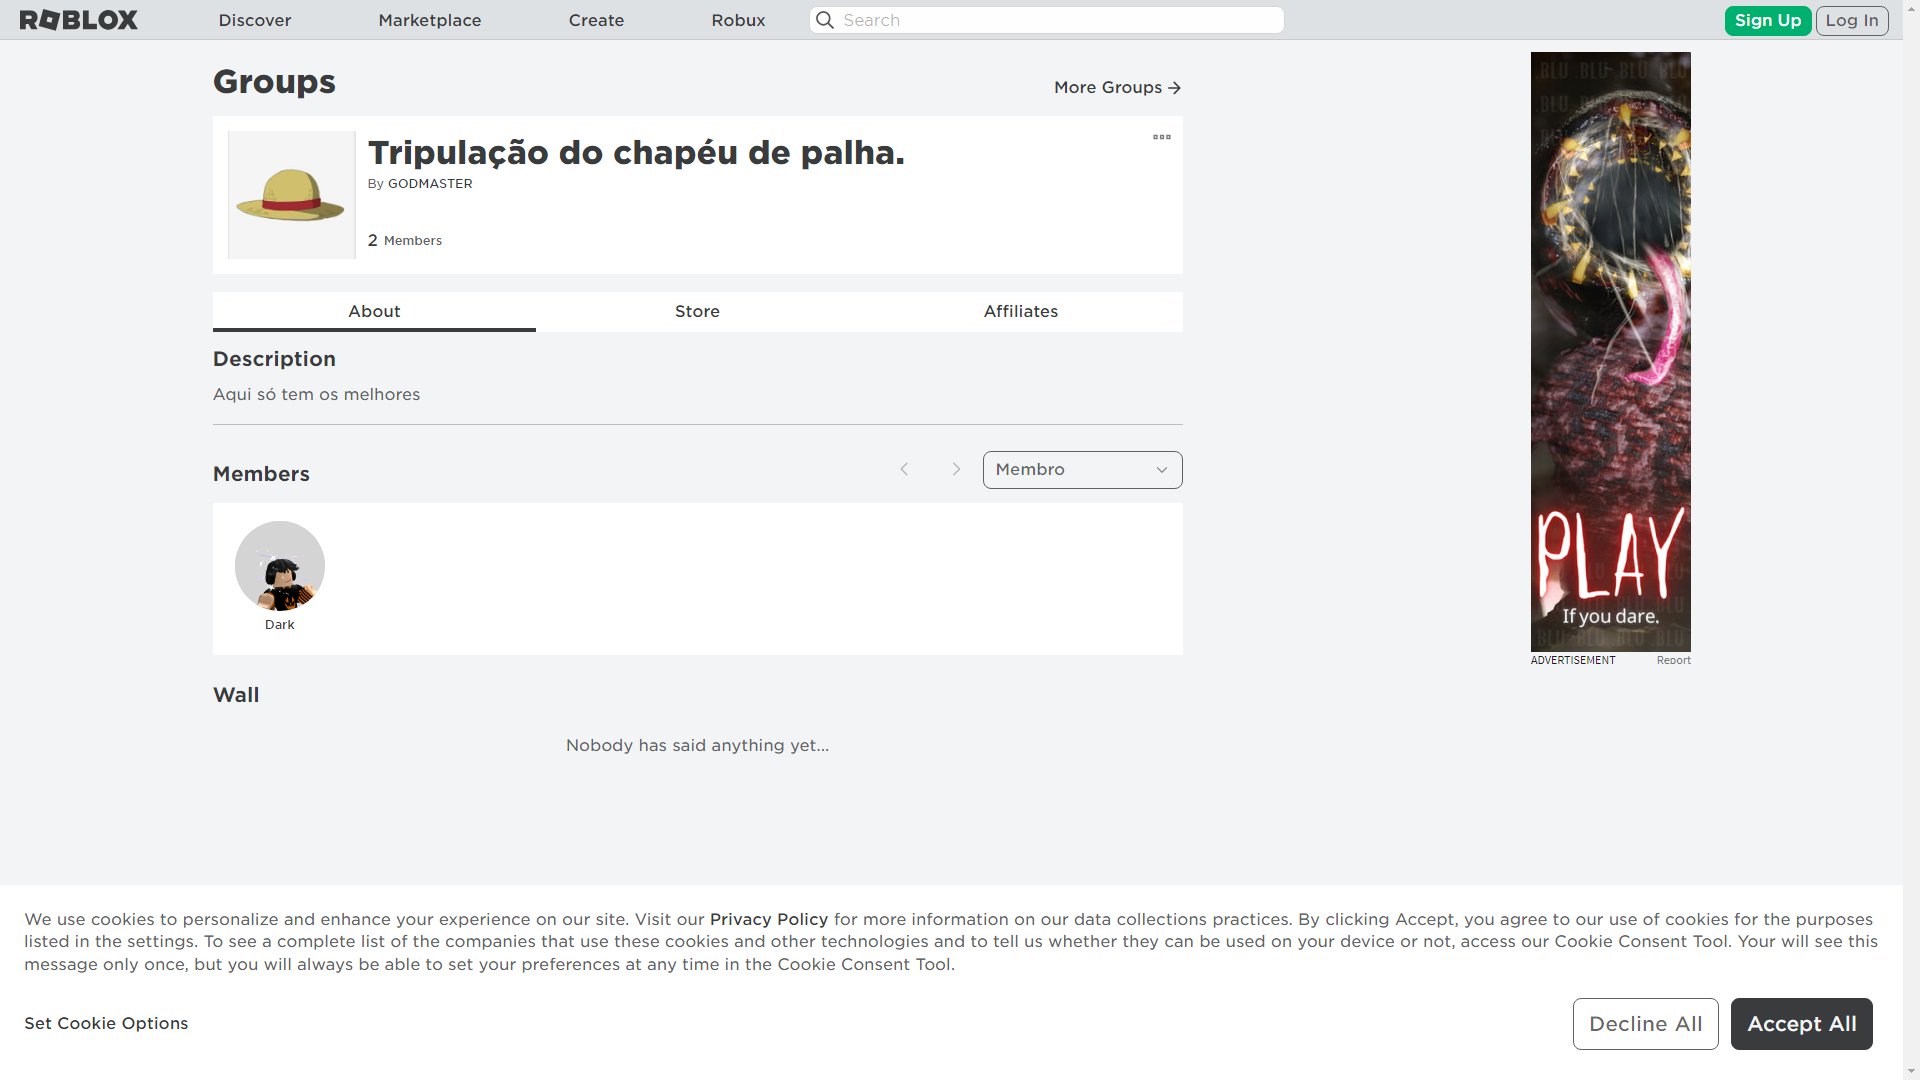 ROBLOX
Discover
Marketplace
Create
Robux
Search
Sign Up
Log In
Groups
More Groups
Tripulação do chapéu de palha.
By GODMASTER
2 Members
About
Store
Affiliates
Description
Aqui só tem os melhores
Members
Membro
Dark
Wall
Nobody has said anything yet...
PLAY
If you dare.
ADVERTISEMENT
Report
We use cookies to personalize and enhance your experience on our site. Visit our Privacy Policy for more information on our data collections practices. By clicking Accept, you agree to our use of cookies for the purposes
listed in the settings. To see a complete list of the companies that use these cookies and other technologies and to tell us whether they can be used on your device or not, access our Cookie Consent Tool. Your will see this
message only once, but you will always be able to set your preferences at any time in the Cookie Consent Tool.
Set Cookie Options
Decline All
Accept All